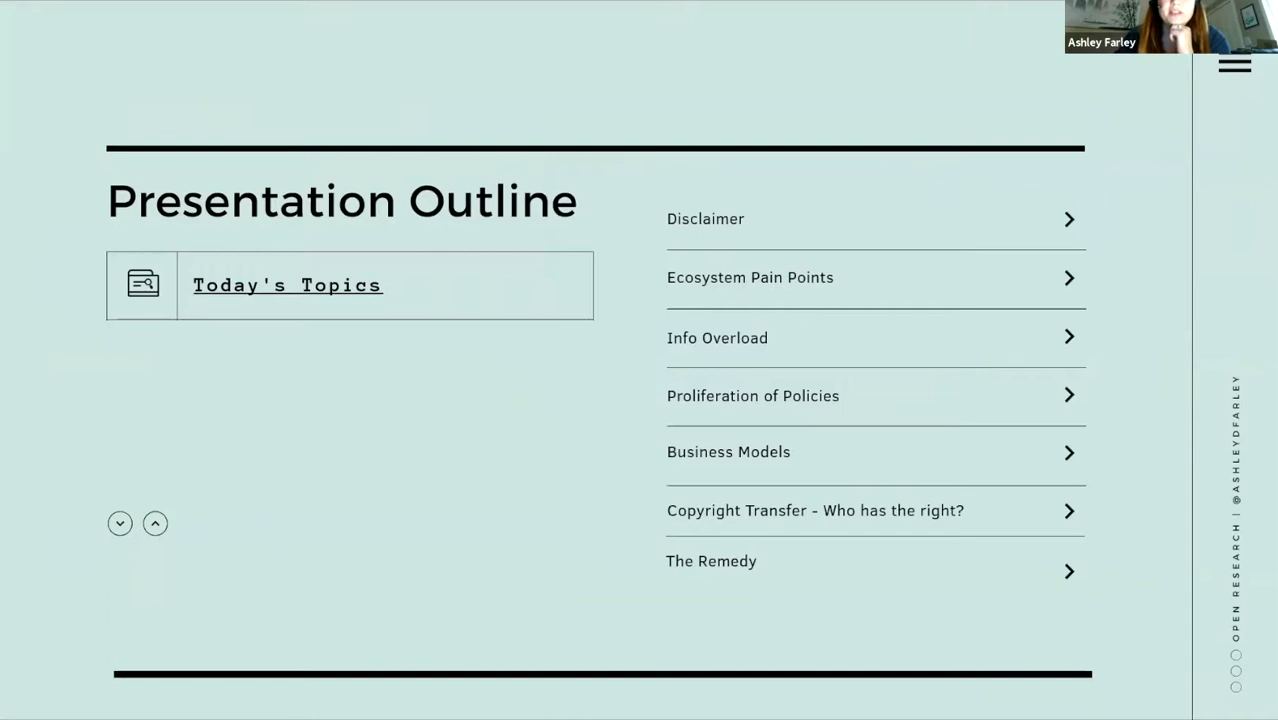 Ashley Farley
Presentation Outline
Today's Topics
Disclaimer
Ecosystem Pain Points
Info Overload
Proliferation of Policies
Business Models
Copyright Transfer - Who has the right?
The Remedy
OPEN RESEARCH | @ASHLEYDFARLEY